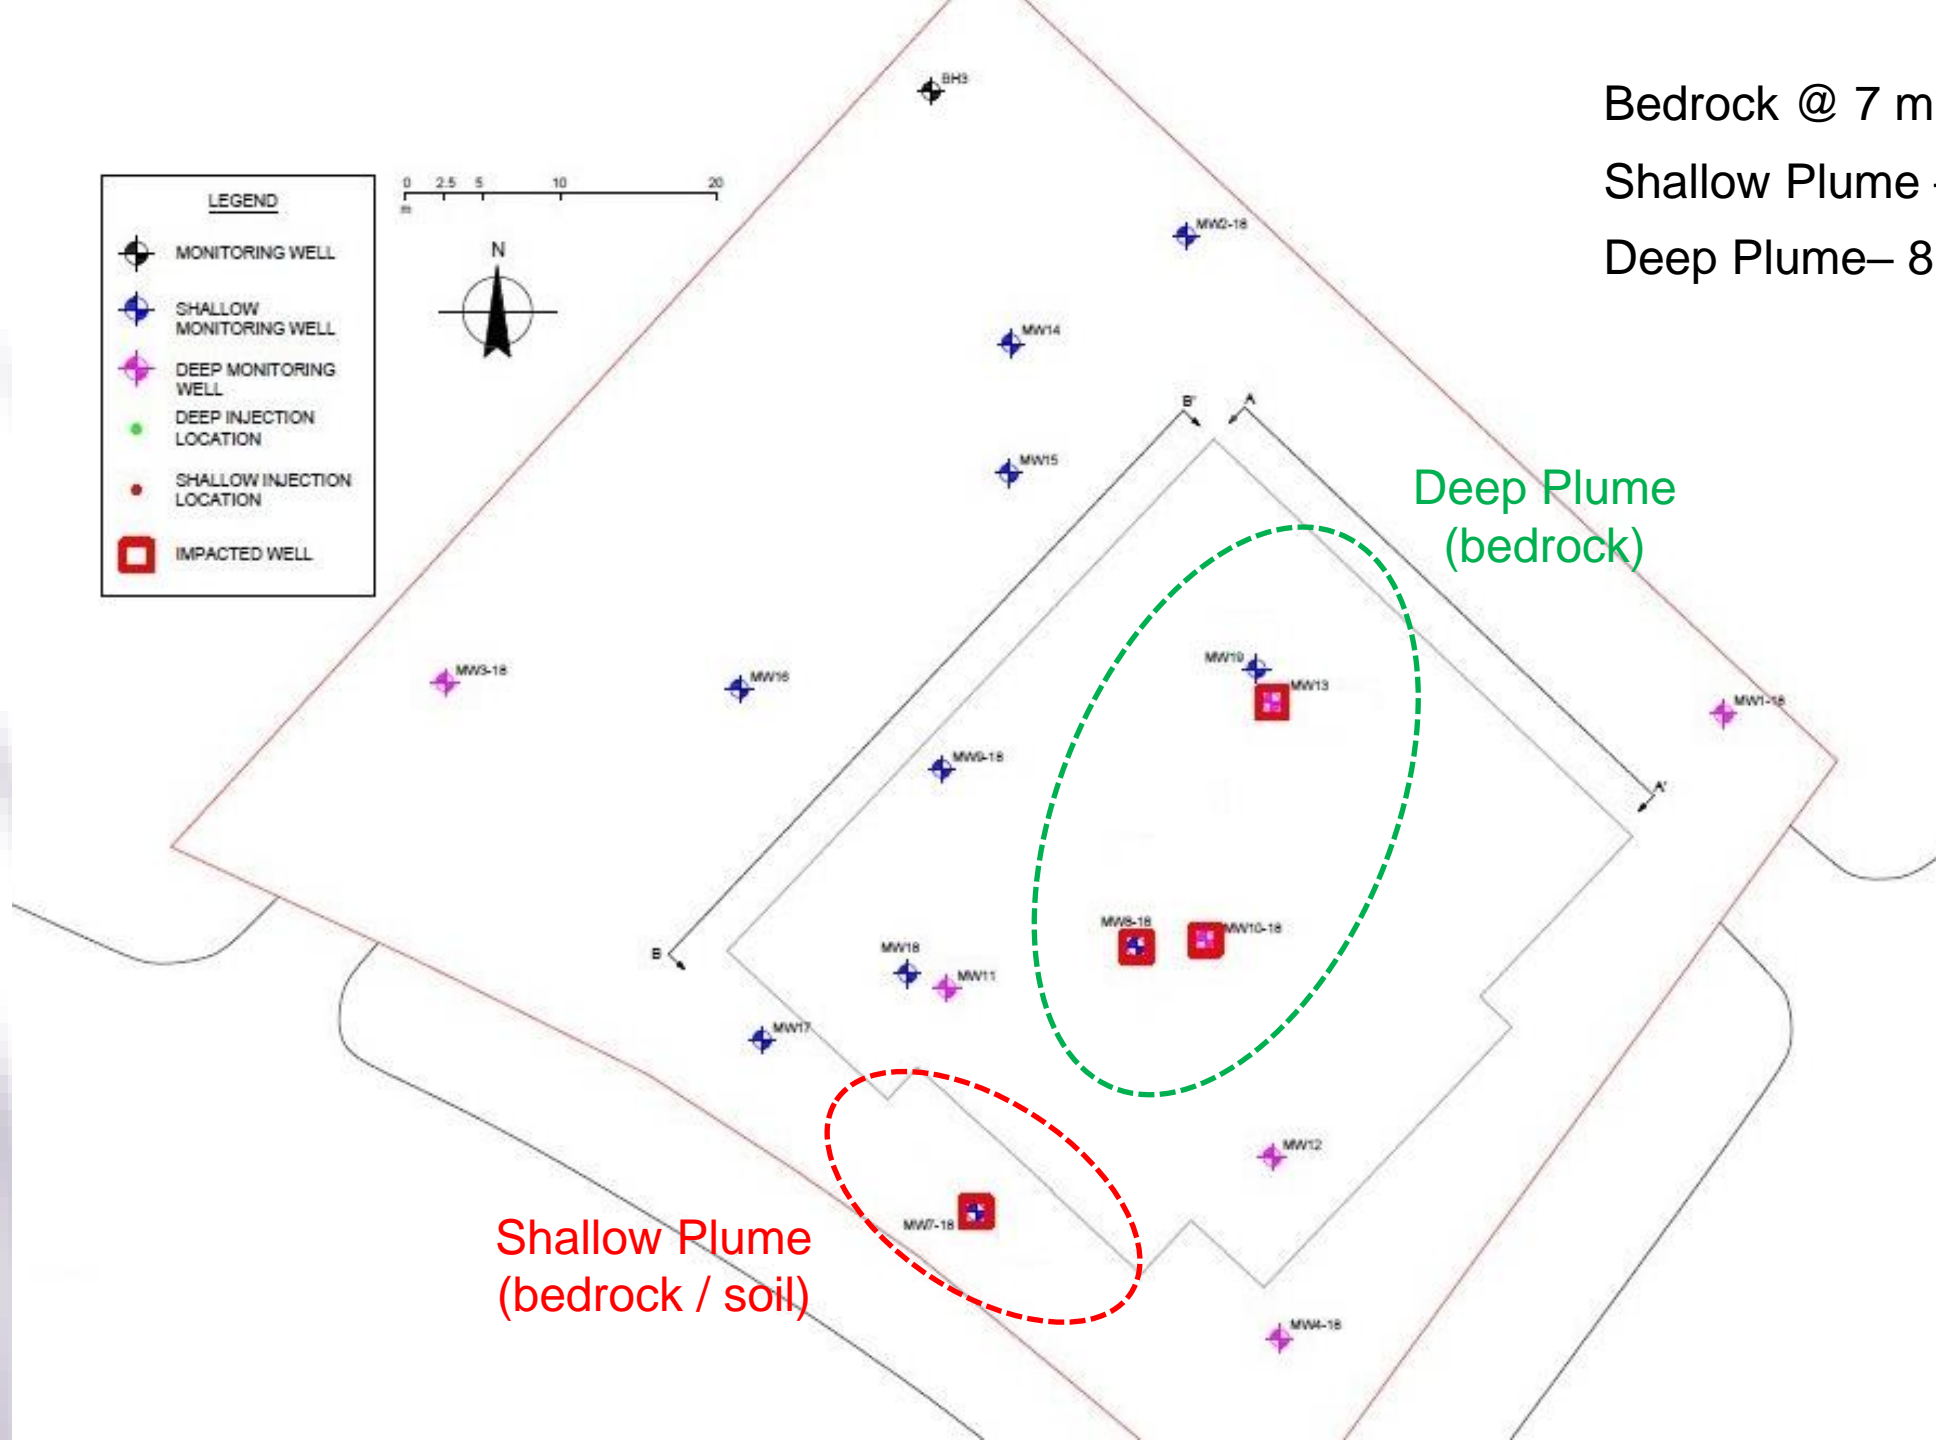 BH3
Bedrock @ 7 m
Shallow Plume -
Deep Plume– 8
LEGEND
MONITORING WELL
SHALLOW
MONITORING WELL
DEEP MONITORING
WELL
DEEP INJECTION
LOCATION
SHALLOW INJECTION
LOCATION
IMPACTED WELL
0 2.5 5 10 20
m
N
MW2-18
MW14
B' A
MW15
Deep Plume
(bedrock)
MW19
MW13
MW3-18
MW16
MW1-18
MW9-18
A'
MW8-18
MW10-18
B
MW18
MW11
MW17
MW12
MW7-18
Shallow Plume
(bedrock / soil)
MW4-18